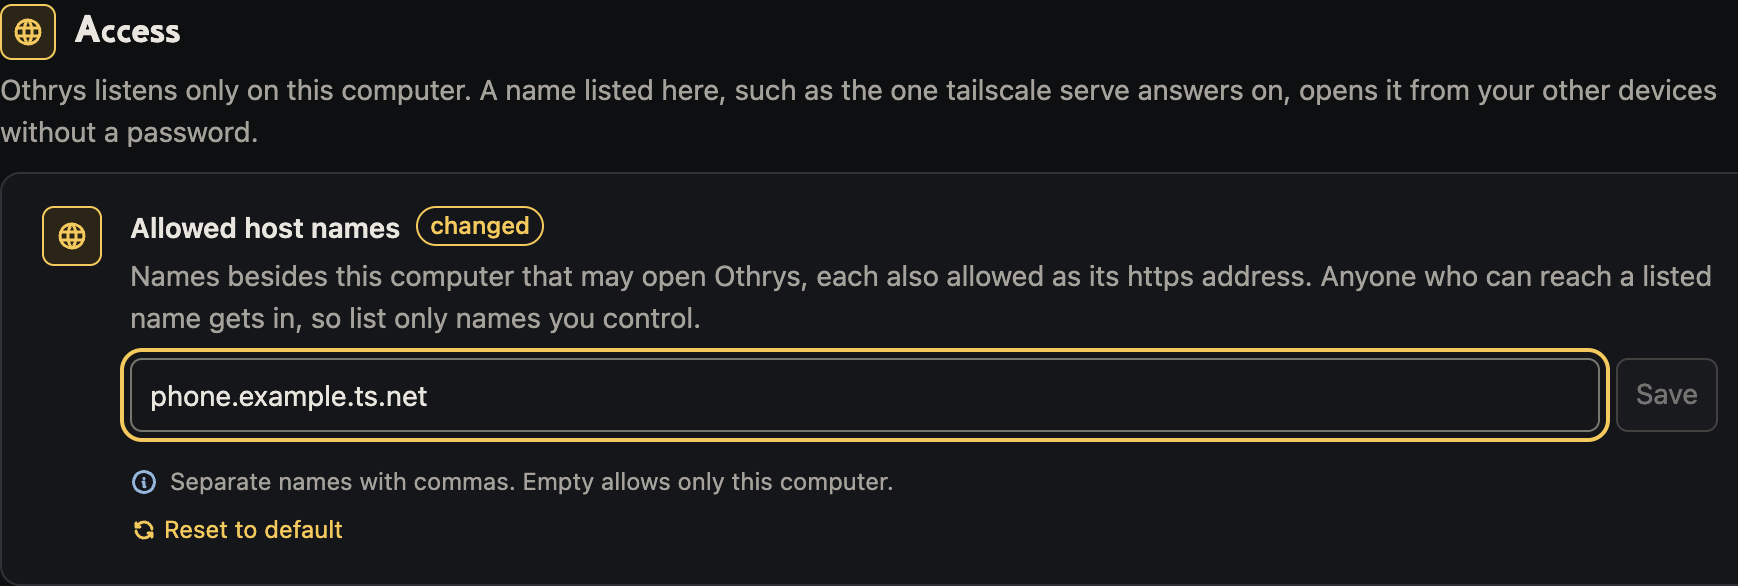 Access
Othrys listens only on this computer. A name listed here, such as the one tailscale serve answers on, opens it from your other devices
without a password.
Allowed host names changed
Names besides this computer that may open Othrys, each also allowed as its https address. Anyone who can reach a listed
name gets in, so list only names you control.
phone.example.ts.net Save
Separate names with commas. Empty allows only this computer.
Reset to default